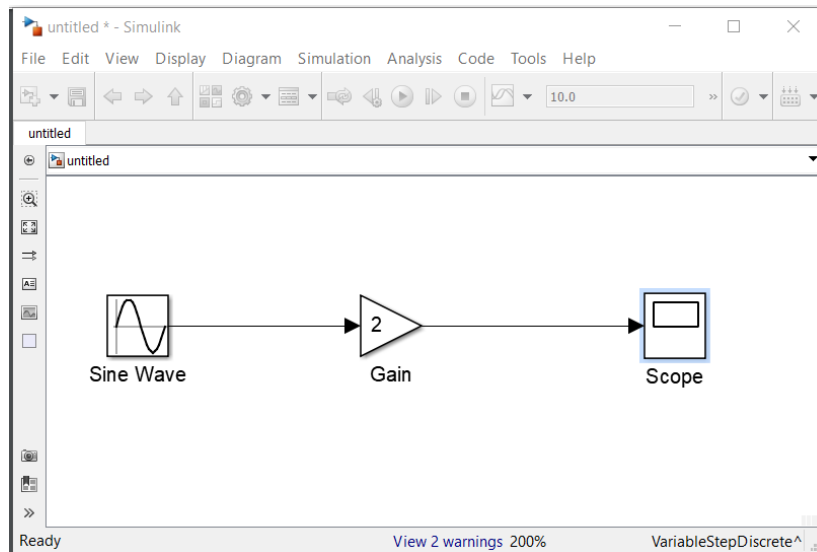 untitled * - Simulink
File Edit View Display Diagram Simulation Analysis Code Tools Help
10.0 »
untitled
untitled
2
Sine Wave Gain Scope
»
Ready View 2 warnings 200% VariableStepDiscrete^